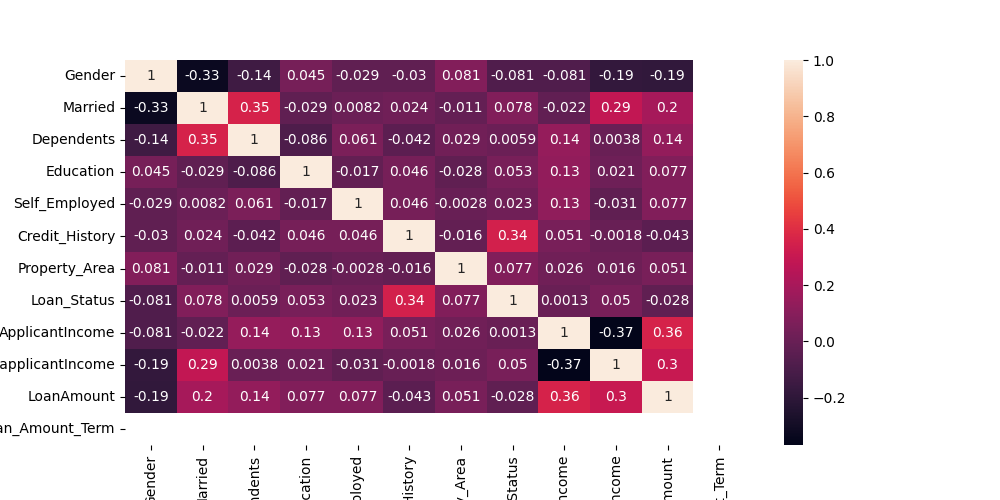 Gender 1 -0.33 -0.14 0.045 -0.029 -0.03 0.081 -0.081 -0.081 -0.19 -0.19
Married -0.33 1 0.35 -0.029 0.0082 0.024 -0.011 0.078 -0.022 0.29 0.2
Dependents -0.14 0.35 1 -0.086 0.061 -0.042 0.029 0.0059 0.14 0.0038 0.14
Education 0.045 -0.029 -0.086 1 -0.017 0.046 -0.028 0.053 0.13 0.021 0.077
Self_Employed -0.029 0.0082 0.061 -0.017 1 0.046 -0.0028 0.023 0.13 -0.031 0.077
Credit_History -0.03 0.024 -0.042 0.046 0.046 1 -0.016 0.34 0.051 -0.0018 -0.043
Property_Area 0.081 -0.011 0.029 -0.028 -0.0028 -0.016 1 0.077 0.026 0.016 0.051
Loan_Status -0.081 0.078 0.0059 0.053 0.023 0.34 0.077 1 0.0013 0.05 -0.028
ApplicantIncome -0.081 -0.022 0.14 0.13 0.13 0.051 0.026 0.0013 1 -0.37 0.36
applicantIncome -0.19 0.29 0.0038 0.021 -0.031 -0.0018 0.016 0.05 -0.37 1 0.3
LoanAmount -0.19 0.2 0.14 0.077 0.077 -0.043 0.051 -0.028 0.36 0.3 1
an_Amount_Term
Gender
Married
ndents
cation
ployed
History
y_Area
Status
ncome
ncome
mount
t_Term
1.0
0.8
0.6
0.4
0.2
0.0
−0.2